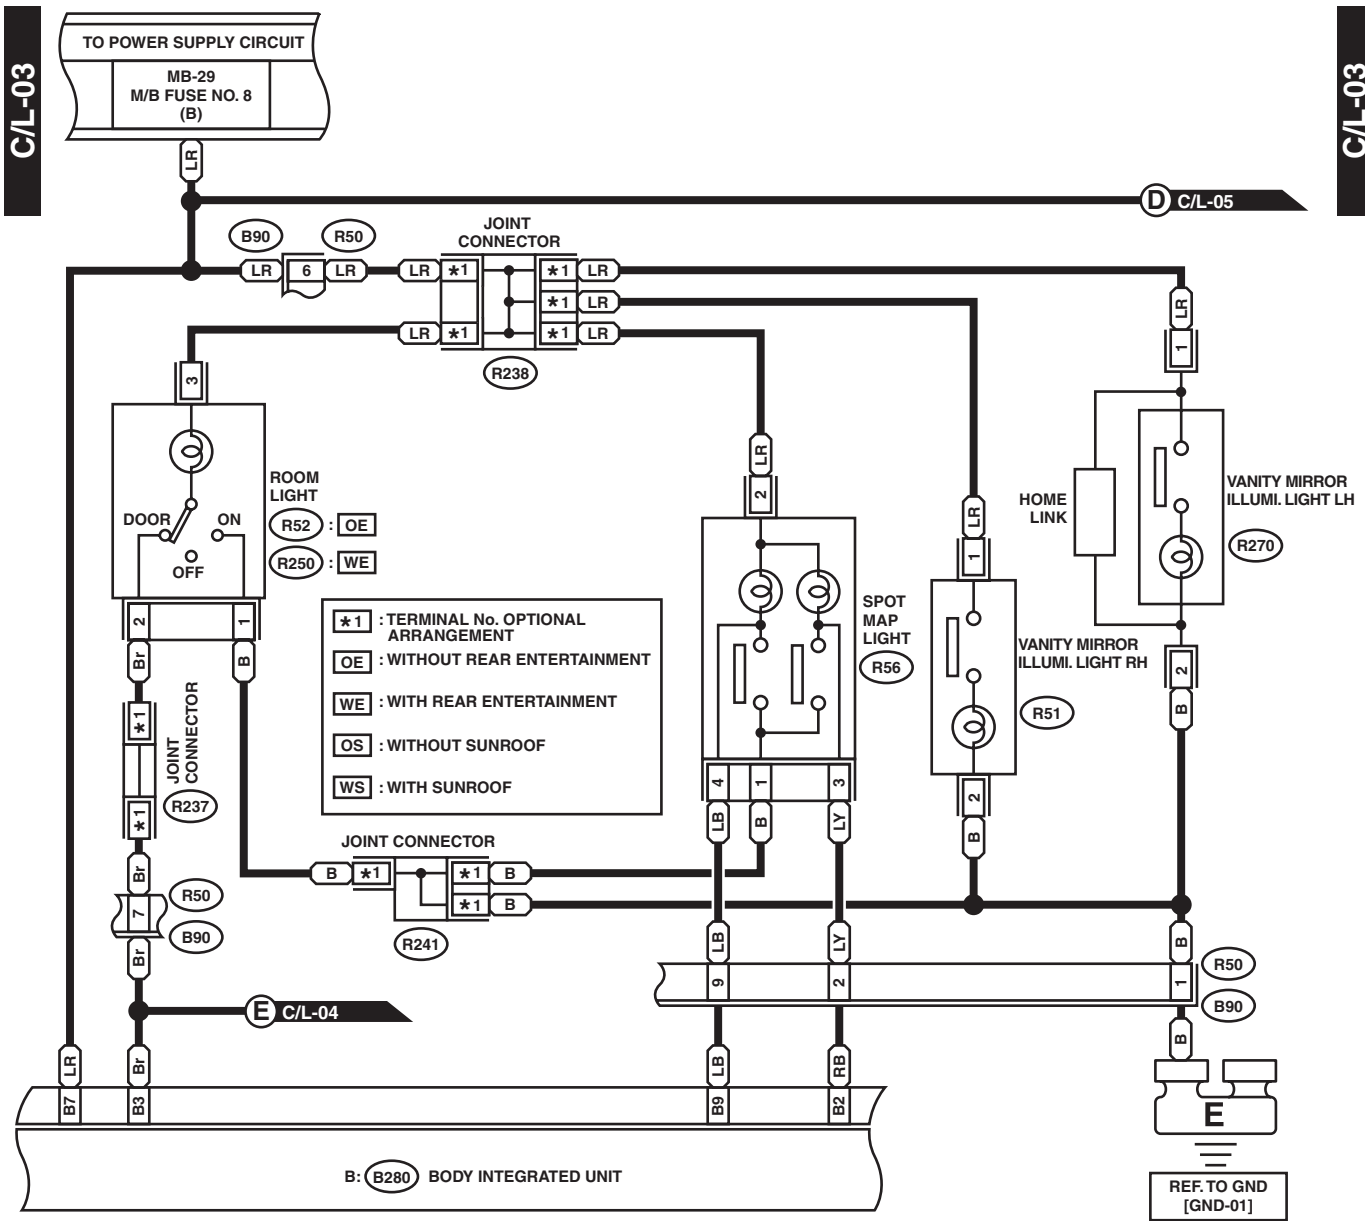 C/L-03
C/L-03
TO POWER SUPPLY CIRCUIT
MB-29
M/B FUSE NO. 8
(B)
LR
D C/L-05
B90
R50
JOINT
CONNECTOR
LR 6 LR
LR *1
*1 LR
*1 LR
LR *1
*1 LR
R238
LR
1
3
ROOM
LIGHT
DOOR
ON
OFF
R52 : OE
R250 : WE
LR
2
LR
1
HOME
LINK
VANITY MIRROR
ILLUMI. LIGHT LH
R270
2
1
Br
B
*1 : TERMINAL No. OPTIONAL
ARRANGEMENT
OE : WITHOUT REAR ENTERTAINMENT
WE : WITH REAR ENTERTAINMENT
OS : WITHOUT SUNROOF
WS : WITH SUNROOF
SPOT
MAP
LIGHT
R56
VANITY MIRROR
ILLUMI. LIGHT RH
R51
2
B
*1
JOINT
CONNECTOR
R237
*1
4
1
3
LB
B
LY
2
B
JOINT CONNECTOR
B *1
*1 B
*1 B
R241
Br
7
R50
B90
Br
LB
LY
B
9
2
1
R50
B90
E C/L-04
B
LR
Br
LB
RB
B7
B3
B9
B2
E
B: B280 BODY INTEGRATED UNIT
REF. TO GND
[GND-01]